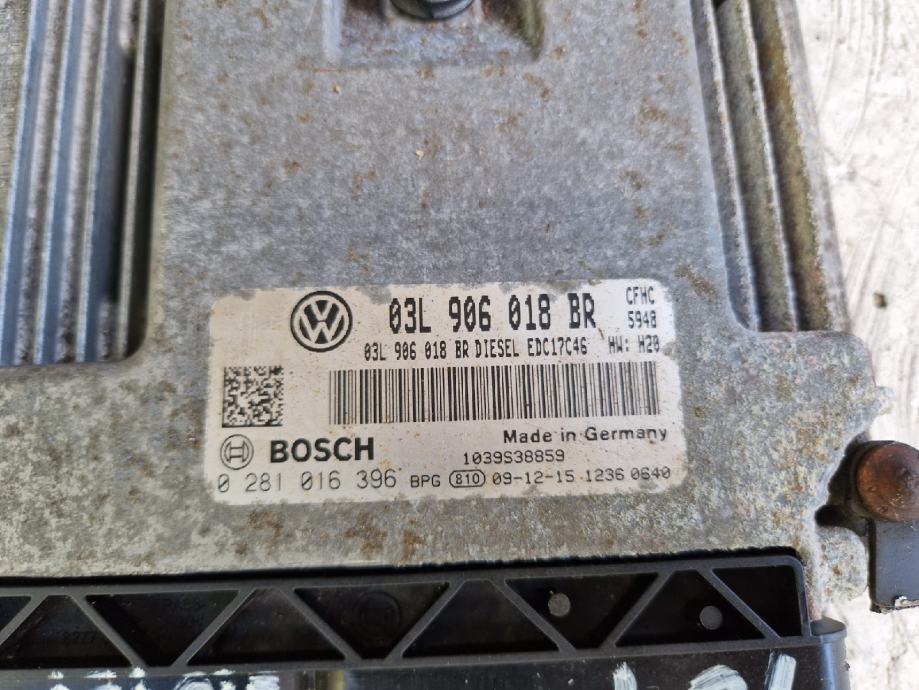 03L 906 018 BR CFHC
5948
03L 906 018 BR DIESEL EDC17C46 HW: H20
BOSCH Made in Germany
1039S38859
0 281 016 396 BPG 810 09-12-15 1236 0640